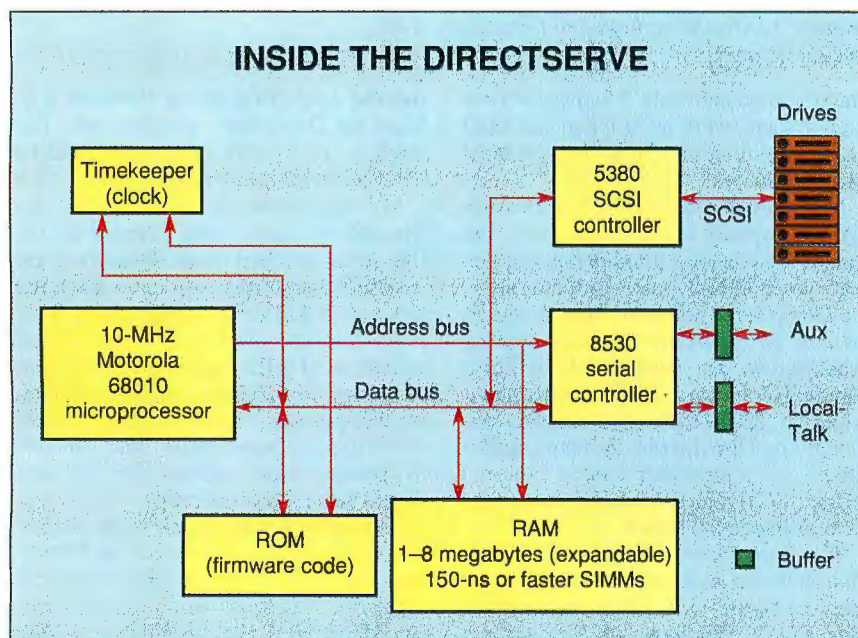 INSIDE THE DIRECTSERVE
Drives
Timekeeper
(clock)
5380
SCSI
controller
SCSI
10-MHz
Motorola
68010
microprocessor
Address bus
Data bus
8530
serial
controller
Aux
Local-
Talk
ROM
(firmware code)
RAM
1–8 megabytes (expandable)
150-ns or faster SIMMs
Buffer